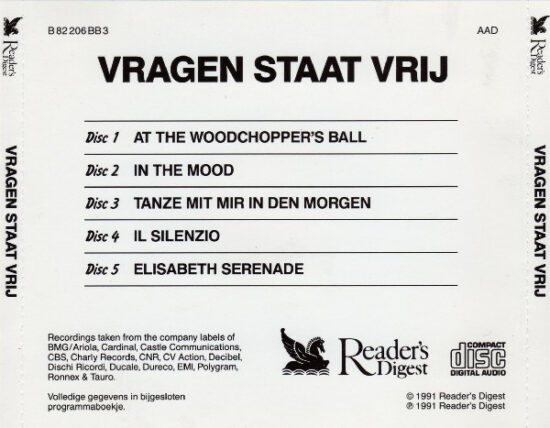 B 82 206 BB 3
AAD
VRAGEN STAAT VRIJ
Disc 1 AT THE WOODCHOPPER'S BALL
Disc 2 IN THE MOOD
Disc 3 TANZE MIT MIR IN DEN MORGEN
Disc 4 IL SILENZIO
Disc 5 ELISABETH SERENADE
Recordings taken from the company labels of
BMG/Ariola, Cardinal, Castle Communications,
CBS, Charly Records, CNR, CV Action, Decibel,
Dischi Ricordi, Ducale, Dureco, EMI, Polygram,
Ronnex & Tauro.
Volledige gegevens in bijgesloten
programmaboekje.
Reader's
Digest
COMPACT
disc
DIGITAL AUDIO
© 1991 Reader's Digest
℗ 1991 Reader's Digest
Reader's
Digest
VRAGEN STAAT VRIJ
Reader's
Digest
VRAGEN STAAT VRIJ